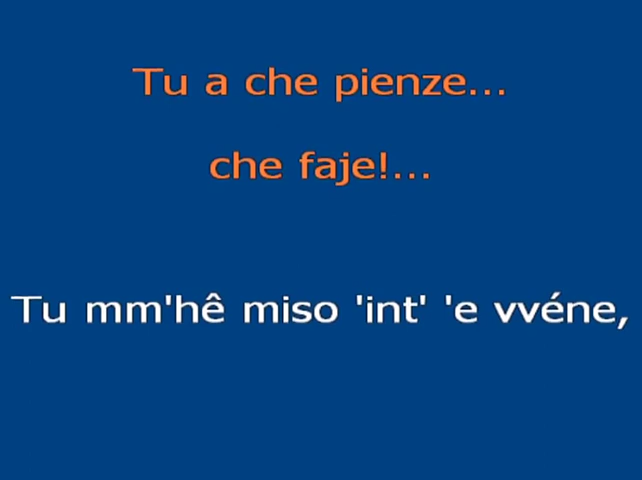 Tu a che pienze...
che faje!...
Tu mm'hê miso 'int' 'e vvéne,